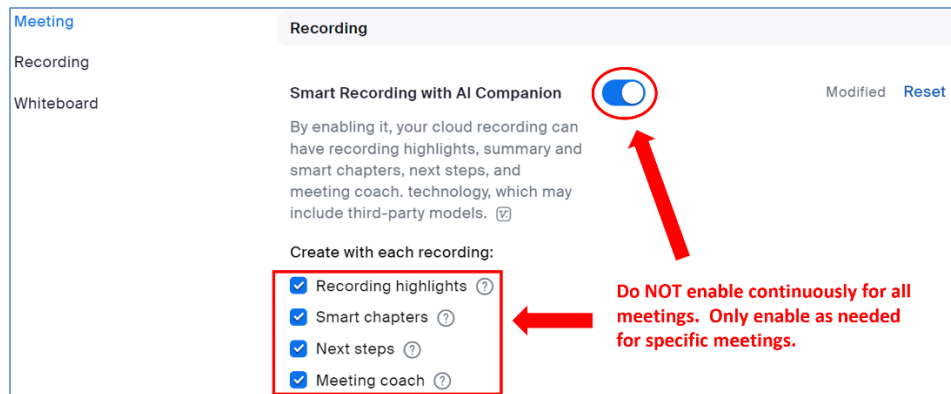 Meeting
Recording
Whiteboard
Recording
Smart Recording with AI Companion
Modified Reset
By enabling it, your cloud recording can
have recording highlights, summary and
smart chapters, next steps, and
meeting coach. technology, which may
include third-party models.
Create with each recording:
Recording highlights ?
Smart chapters ?
Next steps ?
Meeting coach ?
Do NOT enable continuously for all
meetings. Only enable as needed
for specific meetings.